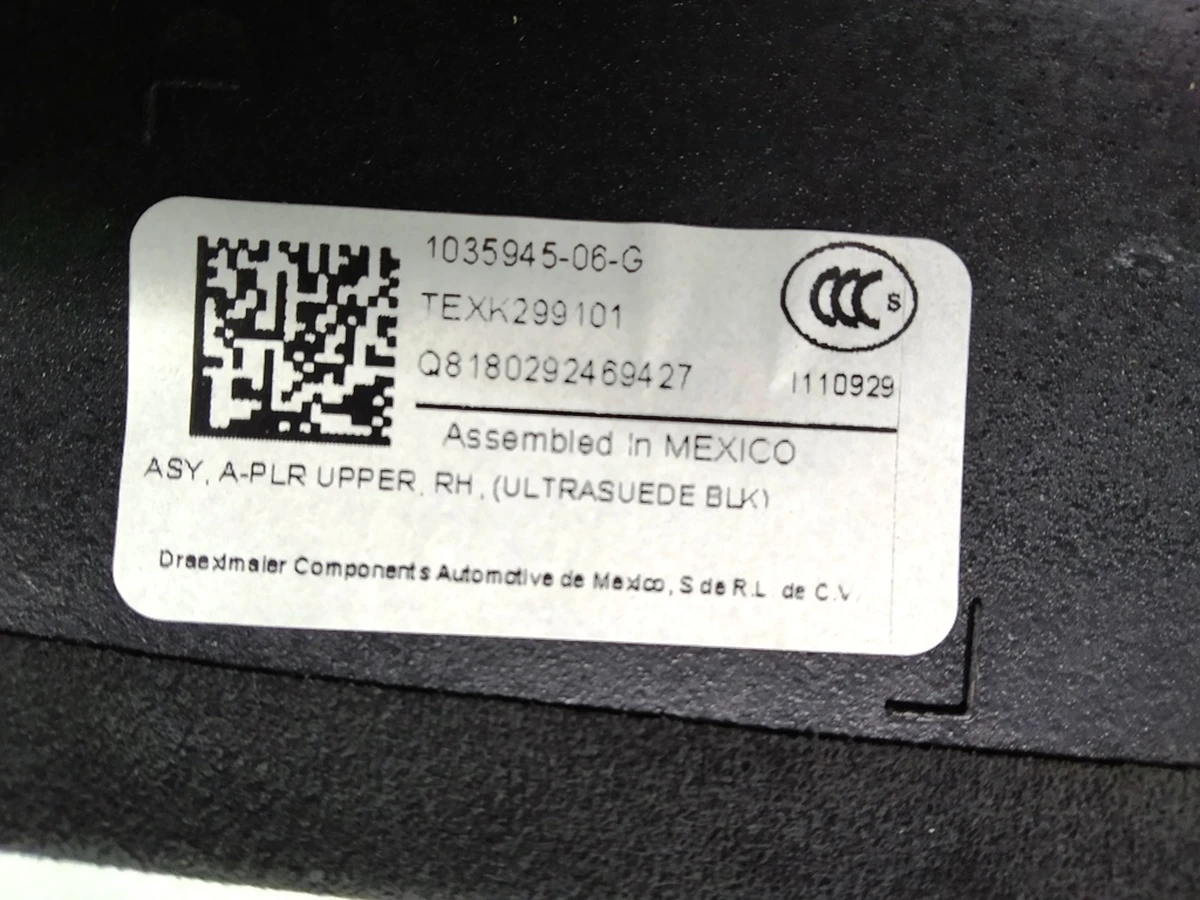 1035945-06-G
TEXK299101
Q8180292469427
CCC S
I110929
Assembled in MEXICO
ASY, A-PLR UPPER, RH, (ULTRASUEDE BLK)
Draexlmaier Components Automotive de Mexico, S de R.L. de C.V.